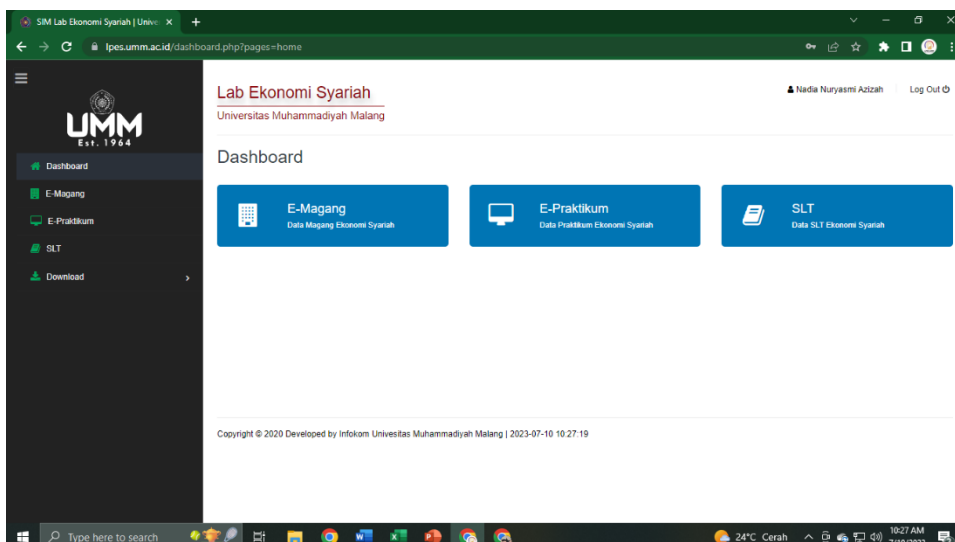 SIM Lab Ekonomi Syariah | Univer
lpes.umm.ac.id/dashboard.php?pages=home
UMM
Est. 1964
Dashboard
E-Magang
E-Praktikum
SLT
Download
Lab Ekonomi Syariah
Universitas Muhammadiyah Malang
Nadia Nuryasmi Azizah
Log Out
Dashboard
E-Magang
Data Magang Ekonomi Syariah
E-Praktikum
Data Praktikum Ekonomi Syariah
SLT
Data SLT Ekonomi Syariah
Copyright © 2020 Developed by Infokom Univesitas Muhammadiyah Malang | 2023-07-10 10:27:19
Type here to search
24°C Cerah
10:27 AM